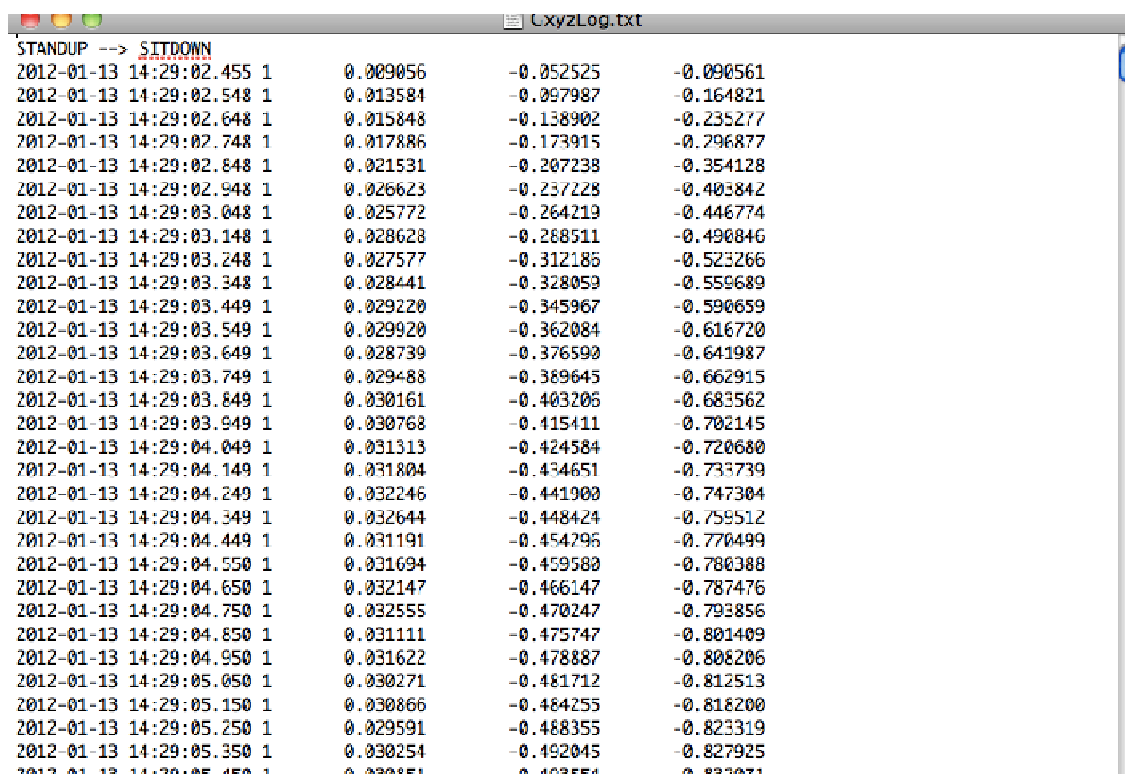 GxyzLog.txt
STANDUP --> SITDOWN
2012-01-13 14:29:02.455 1 0.009056 -0.052525 -0.090561
2012-01-13 14:29:02.548 1 0.013584 -0.097987 -0.164821
2012-01-13 14:29:02.648 1 0.015848 -0.138902 -0.235277
2012-01-13 14:29:02.748 1 0.017886 -0.173915 -0.296877
2012-01-13 14:29:02.848 1 0.021531 -0.207238 -0.354128
2012-01-13 14:29:02.948 1 0.026623 -0.237228 -0.403842
2012-01-13 14:29:03.048 1 0.025772 -0.264219 -0.446774
2012-01-13 14:29:03.148 1 0.028628 -0.288511 -0.490846
2012-01-13 14:29:03.248 1 0.027577 -0.312186 -0.523266
2012-01-13 14:29:03.348 1 0.028441 -0.328059 -0.559689
2012-01-13 14:29:03.449 1 0.029220 -0.345967 -0.590659
2012-01-13 14:29:03.549 1 0.029920 -0.362084 -0.616720
2012-01-13 14:29:03.649 1 0.028739 -0.376590 -0.641987
2012-01-13 14:29:03.749 1 0.029488 -0.389645 -0.662915
2012-01-13 14:29:03.849 1 0.030161 -0.403206 -0.683562
2012-01-13 14:29:03.949 1 0.030768 -0.415411 -0.702145
2012-01-13 14:29:04.049 1 0.031313 -0.424584 -0.720680
2012-01-13 14:29:04.149 1 0.031804 -0.434651 -0.733739
2012-01-13 14:29:04.249 1 0.032246 -0.441900 -0.747304
2012-01-13 14:29:04.349 1 0.032644 -0.448424 -0.759512
2012-01-13 14:29:04.449 1 0.031191 -0.454296 -0.770499
2012-01-13 14:29:04.550 1 0.031694 -0.459580 -0.780388
2012-01-13 14:29:04.650 1 0.032147 -0.466147 -0.787476
2012-01-13 14:29:04.750 1 0.032555 -0.470247 -0.793856
2012-01-13 14:29:04.850 1 0.031111 -0.475747 -0.801409
2012-01-13 14:29:04.950 1 0.031622 -0.478887 -0.808206
2012-01-13 14:29:05.050 1 0.030271 -0.481712 -0.812513
2012-01-13 14:29:05.150 1 0.030866 -0.484255 -0.818200
2012-01-13 14:29:05.250 1 0.029591 -0.488355 -0.823319
2012-01-13 14:29:05.350 1 0.030254 -0.492045 -0.827925